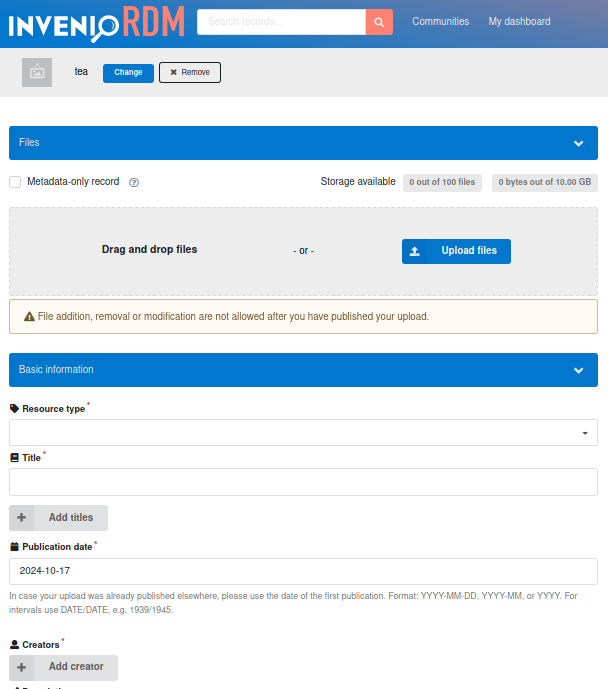 INVENIO RDM Search records... Communities My dashboard
tea Change Remove
Files
Metadata-only record Storage available 0 out of 100 files 0 bytes out of 10.00 GB
Drag and drop files - or - Upload files
File addition, removal or modification are not allowed after you have published your upload.
Basic information
Resource type *
Title *
Add titles
Publication date *
2024-10-17
In case your upload was already published elsewhere, please use the date of the first publication. Format: YYYY-MM-DD, YYYY-MM, or YYYY. For
intervals use DATE/DATE, e.g. 1939/1945.
Creators *
Add creator